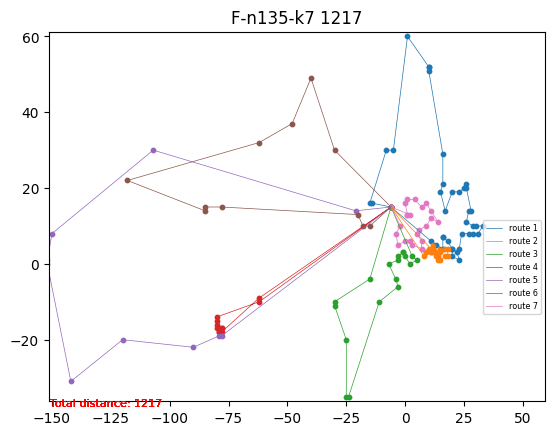 F-n135-k7 1217
60
40
20
0
−20
−150
−125
−100
−75
−50
−25
0
25
50
route 1
route 2
route 3
route 4
route 5
route 6
route 7
Total distance: 1217